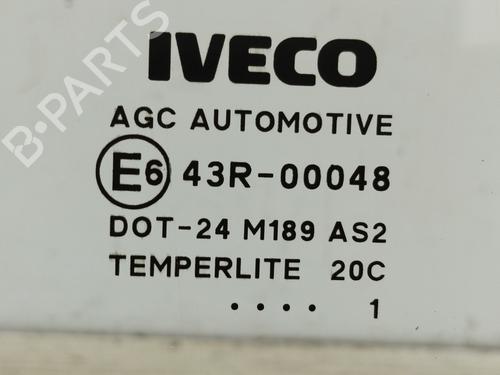 B-PARTS
IVECO
AGC AUTOMOTIVE
E6 43R-00048
DOT-24 M189 AS2
TEMPERLITE 20C
.... 1